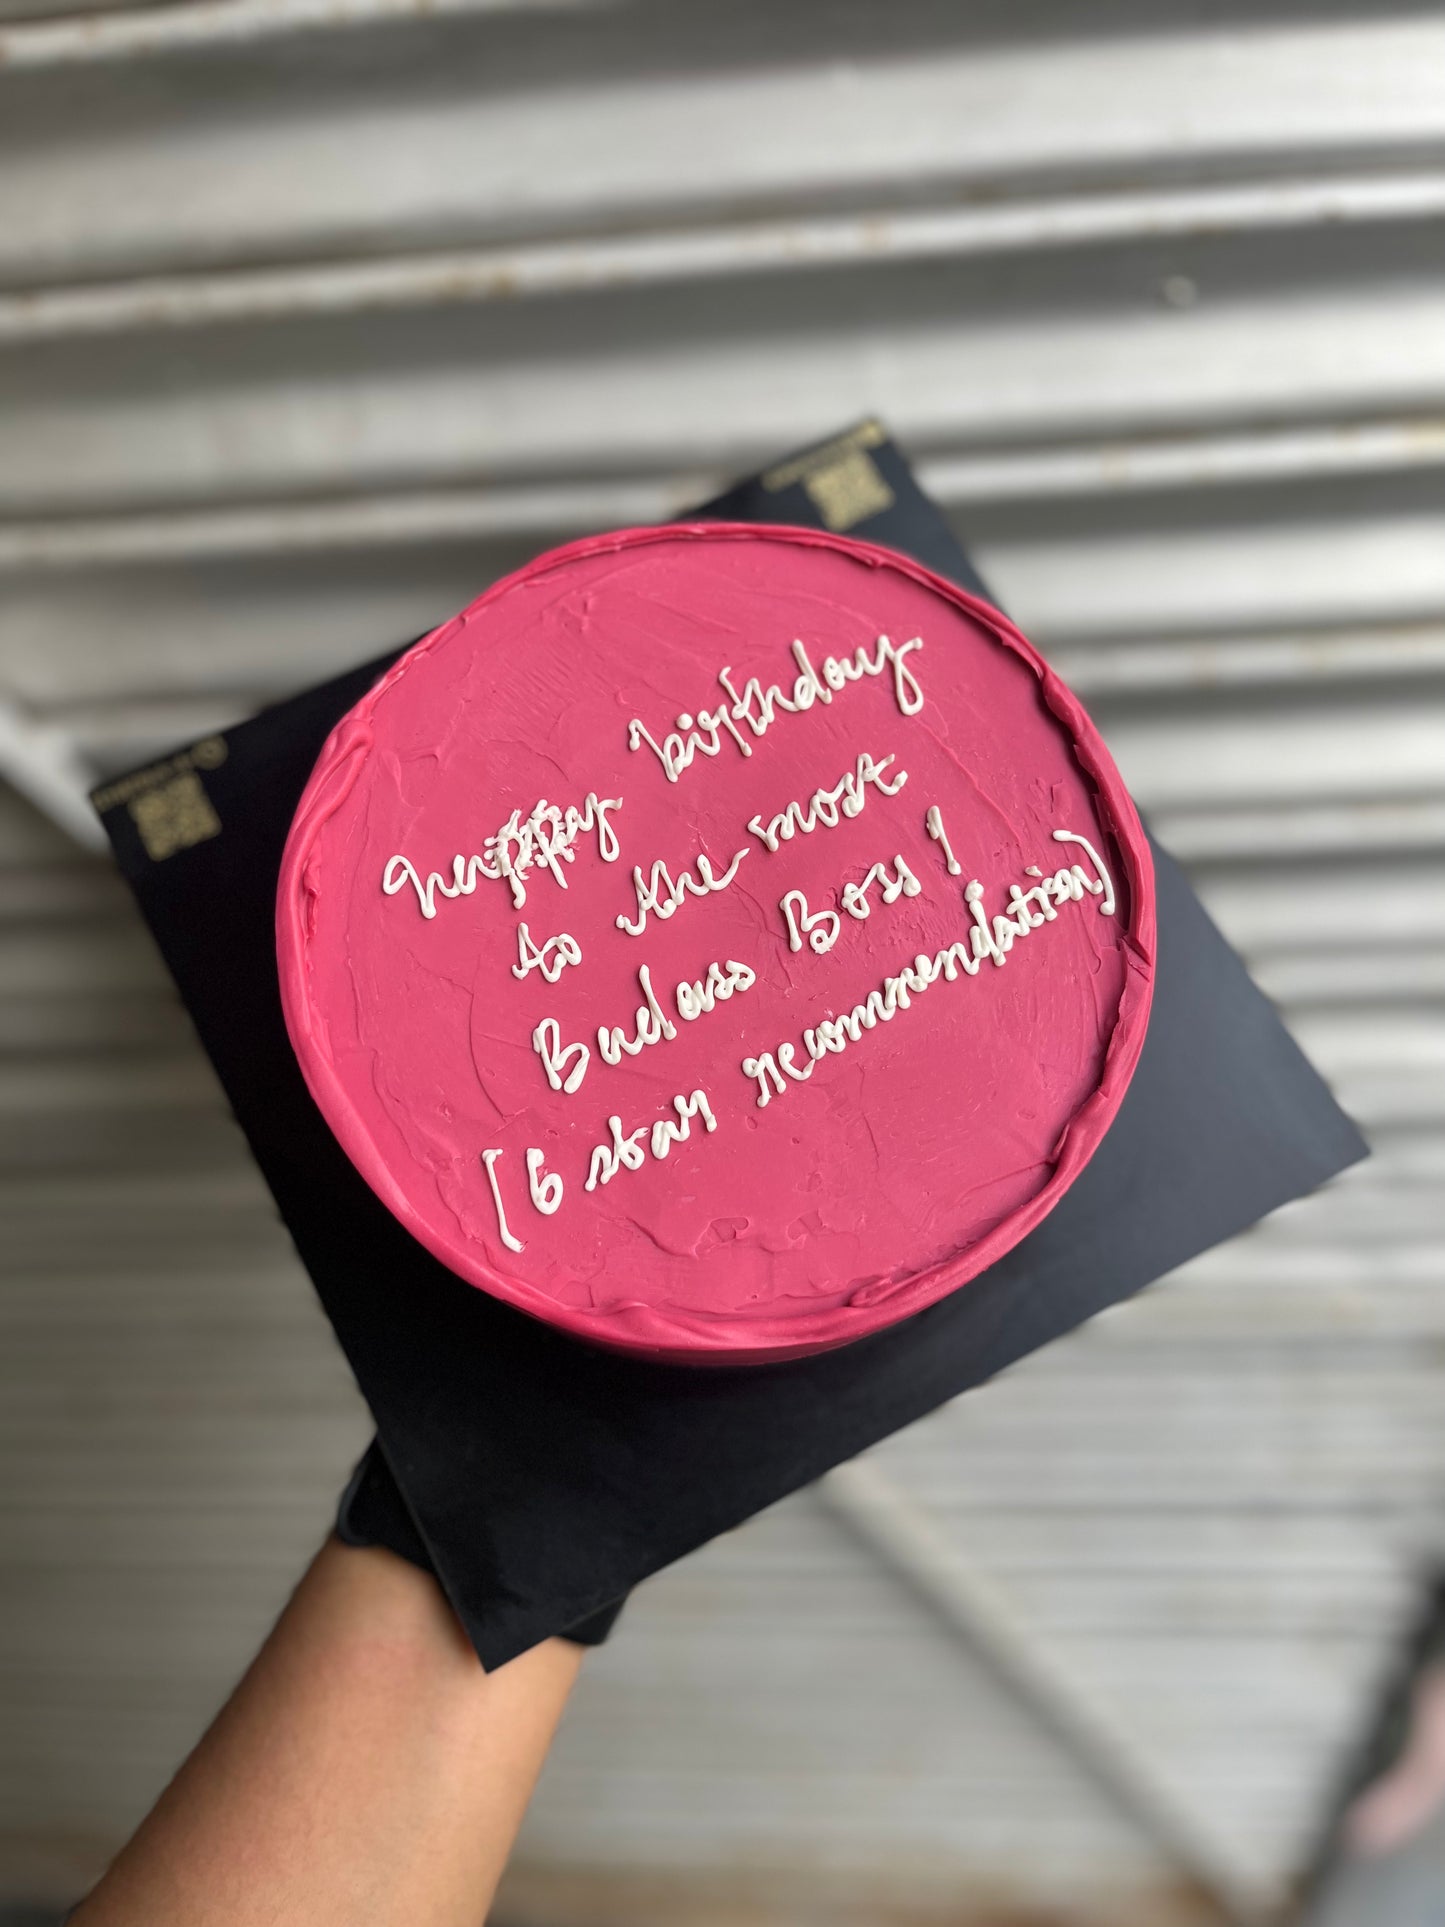 happy birthday
to the most
Badass Boss !
(6 star recommendation)